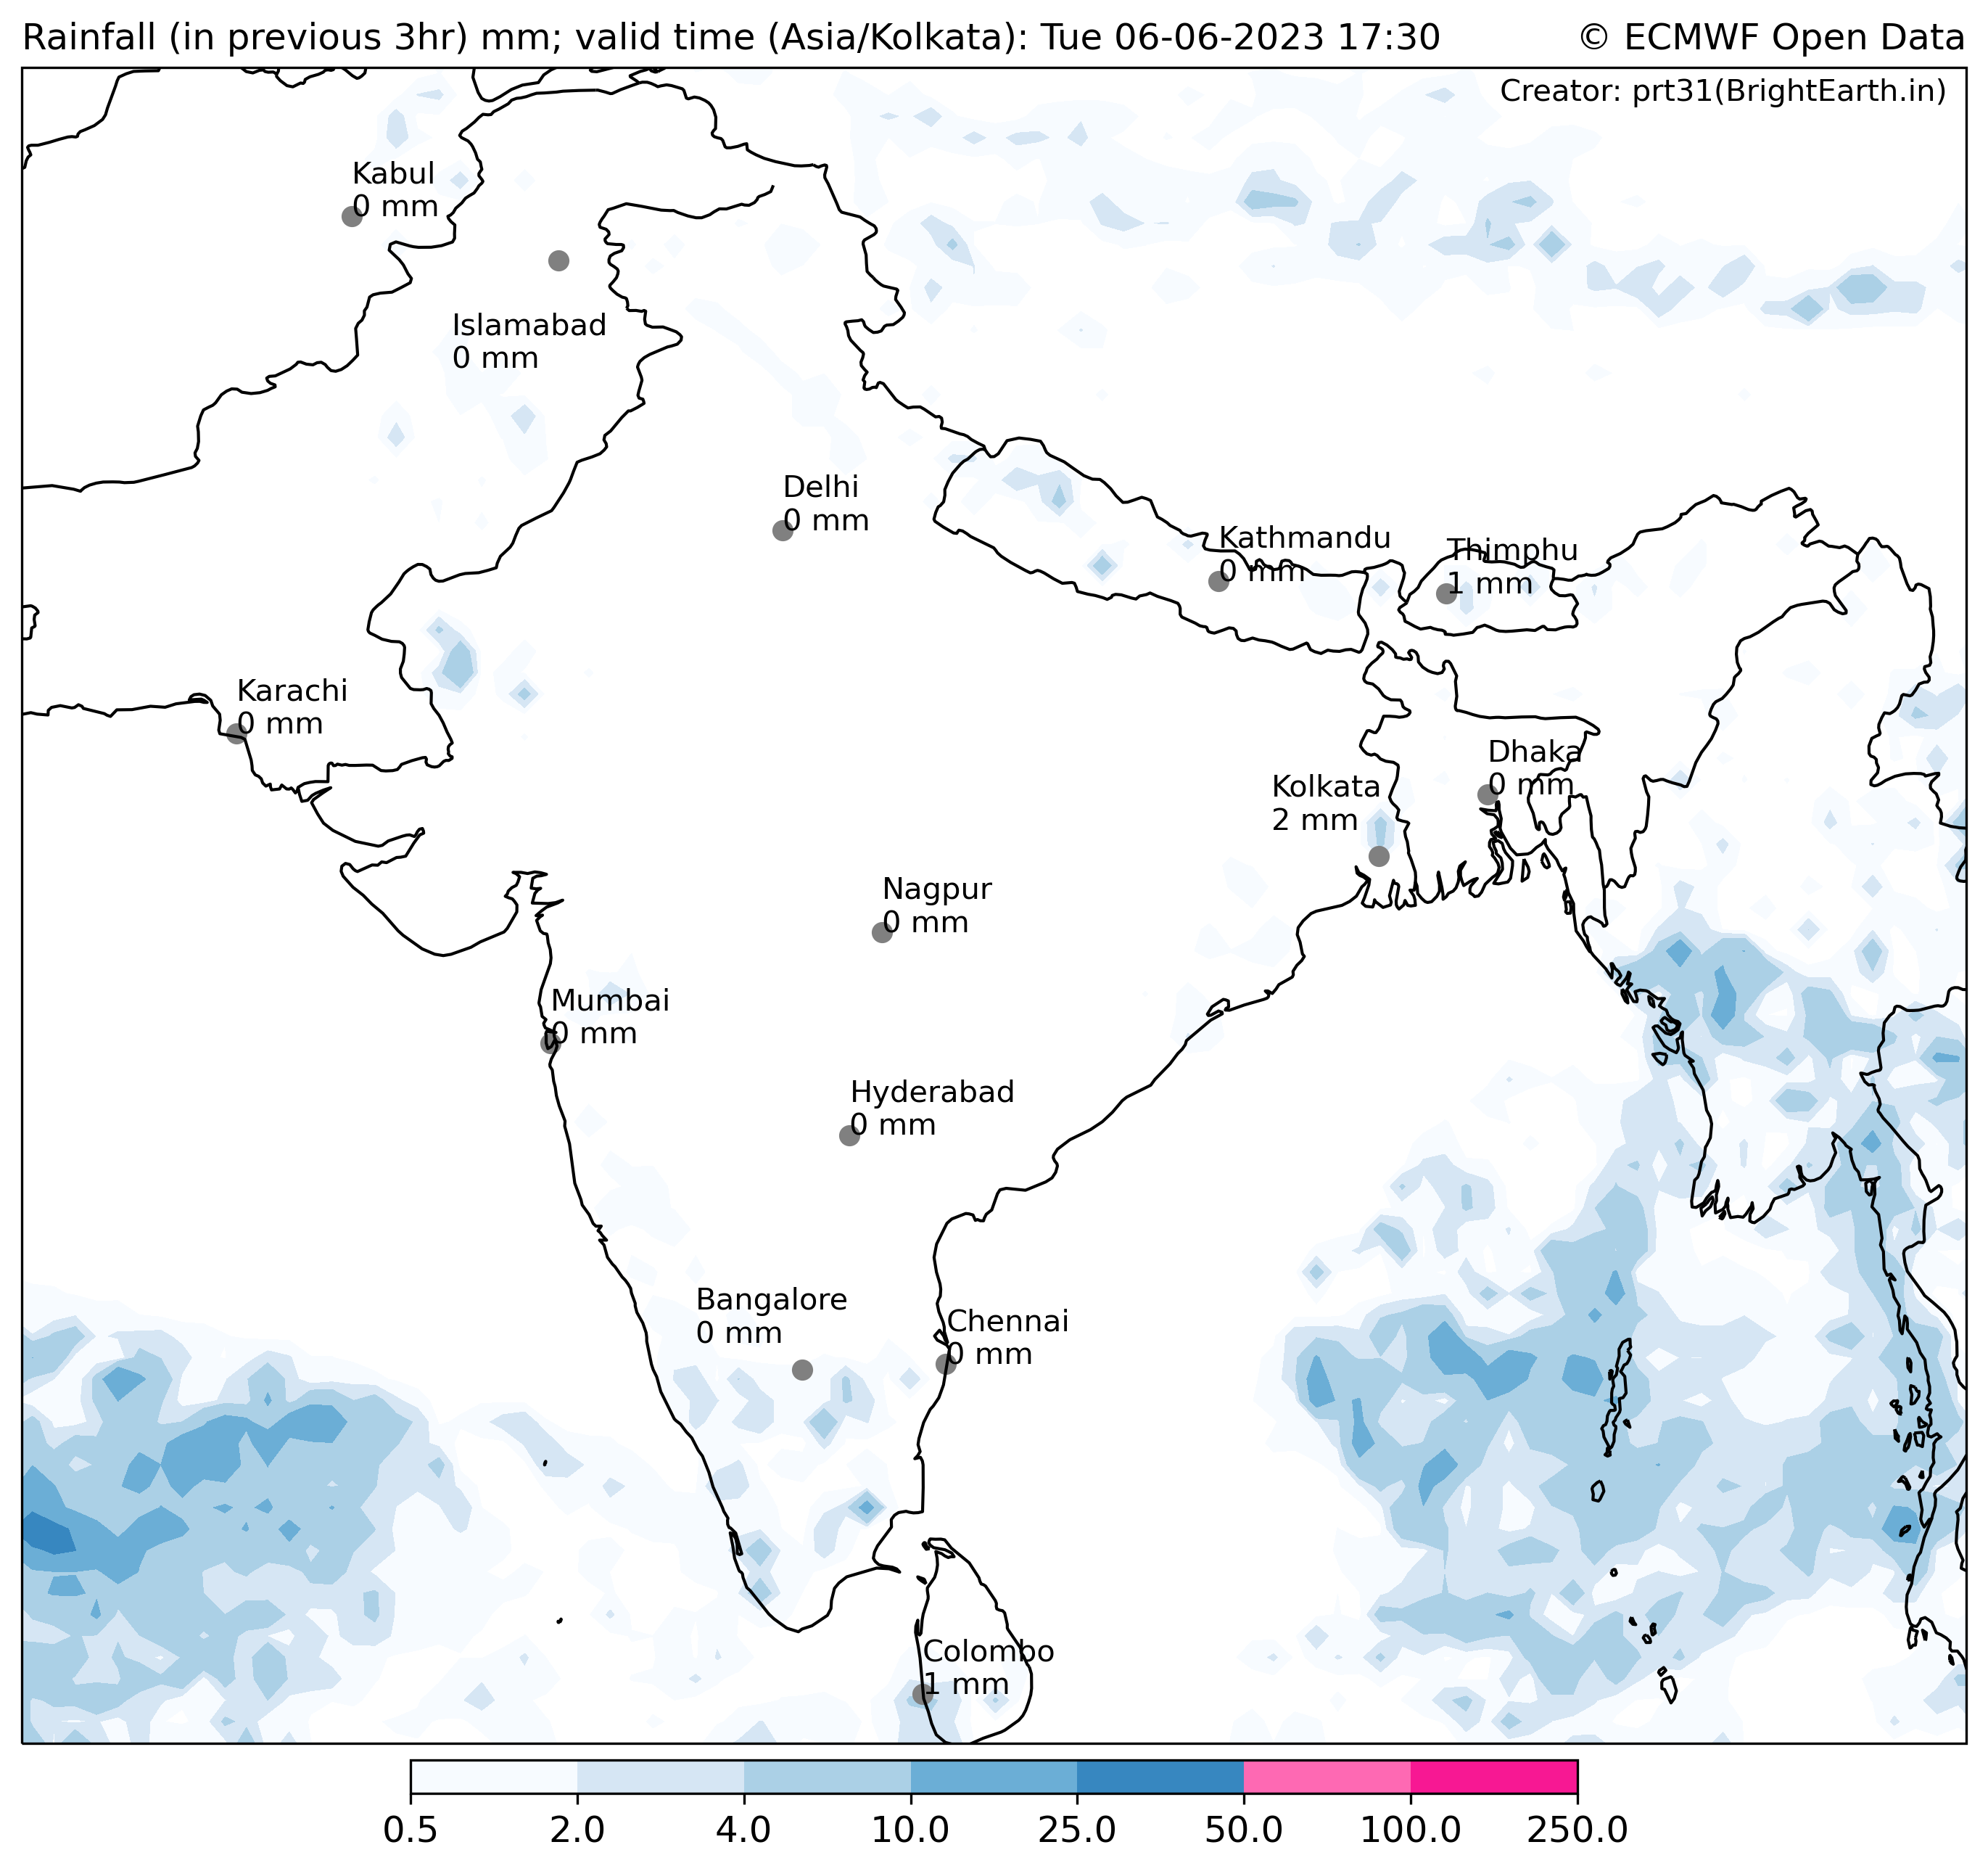 Rainfall (in previous 3hr) mm; valid time (Asia/Kolkata): Tue 06-06-2023 17:30
© ECMWF Open Data
Creator: prt31(BrightEarth.in)
Kabul
0 mm
Islamabad
0 mm
Delhi
0 mm
Kathmandu
0 mm
Thimphu
1 mm
Karachi
0 mm
Dhaka
0 mm
Kolkata
2 mm
Nagpur
0 mm
Mumbai
0 mm
Hyderabad
0 mm
Bangalore
0 mm
Chennai
0 mm
Colombo
1 mm
0.5 2.0 4.0 10.0 25.0 50.0 100.0 250.0